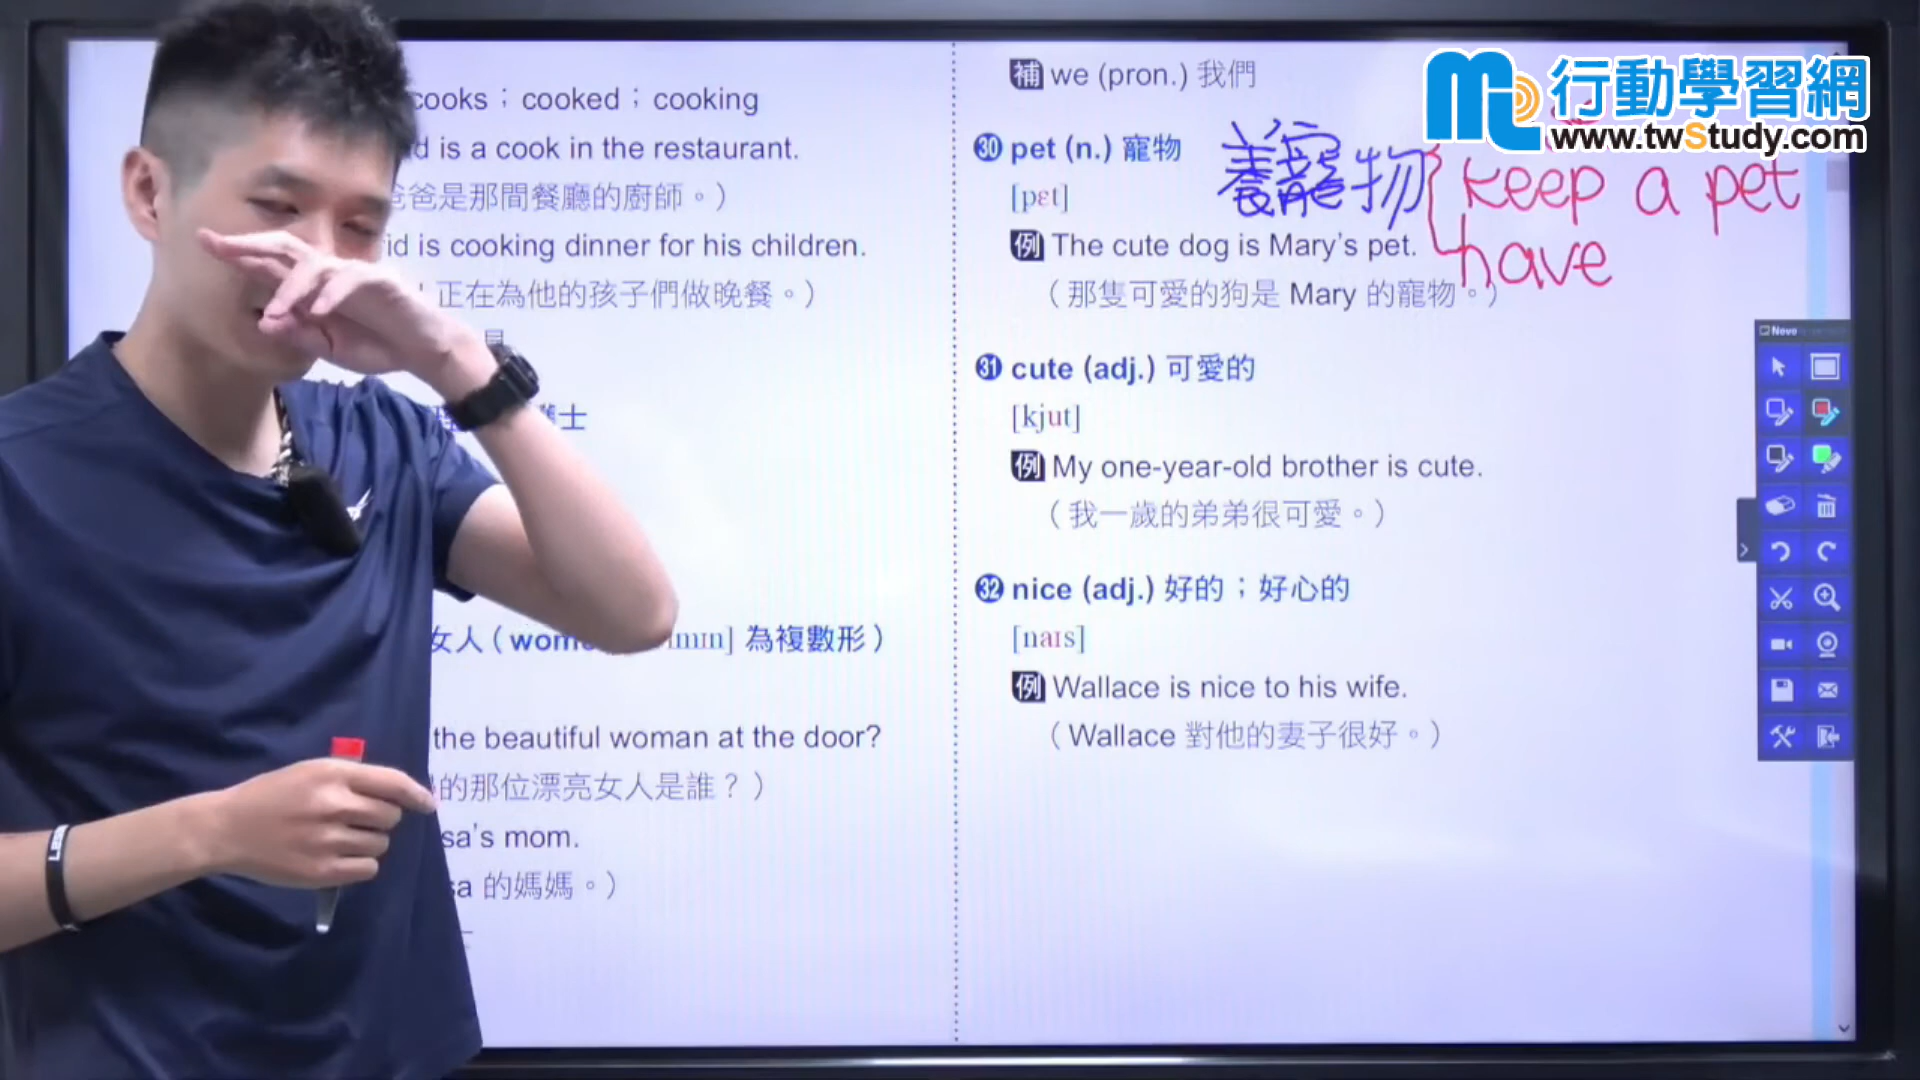 cooks；cooked；cooking
is a cook in the restaurant.
爸是那間餐廳的廚師。）
is cooking dinner for his children.
正在為他的孩子們做晚餐。）
士
女人（wom min] 為複數形）
the beautiful woman at the door?
的那位漂亮女人是誰？）
sa's mom.
sa 的媽媽。）
補 we (pron.) 我們
30 pet (n.) 寵物
[pɛt]
例 The cute dog is Mary's pet.
（那隻可愛的狗是 Mary 的寵物。）
養寵物
keep a pet
have
31 cute (adj.) 可愛的
[kjut]
例 My one-year-old brother is cute.
（我一歲的弟弟很可愛。）
32 nice (adj.) 好的；好心的
[naɪs]
例 Wallace is nice to his wife.
（Wallace 對他的妻子很好。）
行動學習網
www.twStudy.com
Novo